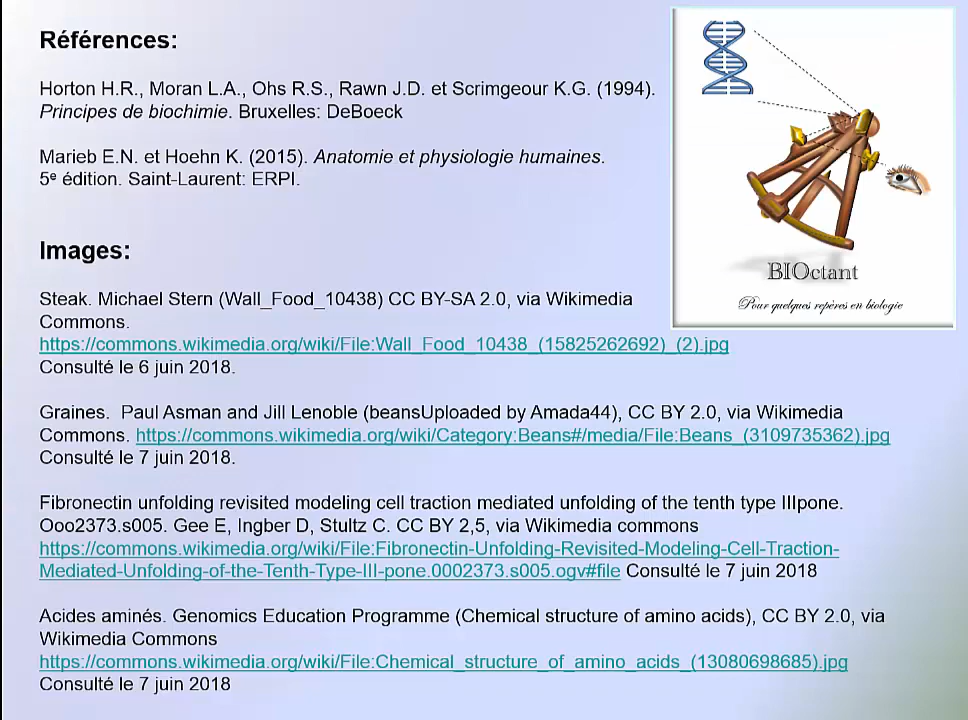 Références:
Horton H.R., Moran L.A., Ohs R.S., Rawn J.D. et Scrimgeour K.G. (1994).
Principes de biochimie. Bruxelles: DeBoeck
Marieb E.N. et Hoehn K. (2015). Anatomie et physiologie humaines.
5e édition. Saint-Laurent: ERPI.
BIOctant
Pour quelques repères en biologie
Images:
Steak. Michael Stern (Wall_Food_10438) CC BY-SA 2.0, via Wikimedia
Commons.
https://commons.wikimedia.org/wiki/File:Wall_Food_10438_(15825262692)_(2).jpg
Consulté le 6 juin 2018.
Graines.  Paul Asman and Jill Lenoble (beansUploaded by Amada44), CC BY 2.0, via Wikimedia
Commons. https://commons.wikimedia.org/wiki/Category:Beans#/media/File:Beans_(3109735362).jpg
Consulté le 7 juin 2018.
Fibronectin unfolding revisited modeling cell traction mediated unfolding of the tenth type IIIpone.
Ooo2373.s005. Gee E, Ingber D, Stultz C. CC BY 2,5, via Wikimedia commons
https://commons.wikimedia.org/wiki/File:Fibronectin-Unfolding-Revisited-Modeling-Cell-Traction-
Mediated-Unfolding-of-the-Tenth-Type-III-pone.0002373.s005.ogv#file Consulté le 7 juin 2018
Acides aminés. Genomics Education Programme (Chemical structure of amino acids), CC BY 2.0, via
Wikimedia Commons
https://commons.wikimedia.org/wiki/File:Chemical_structure_of_amino_acids_(13080698685).jpg
Consulté le 7 juin 2018